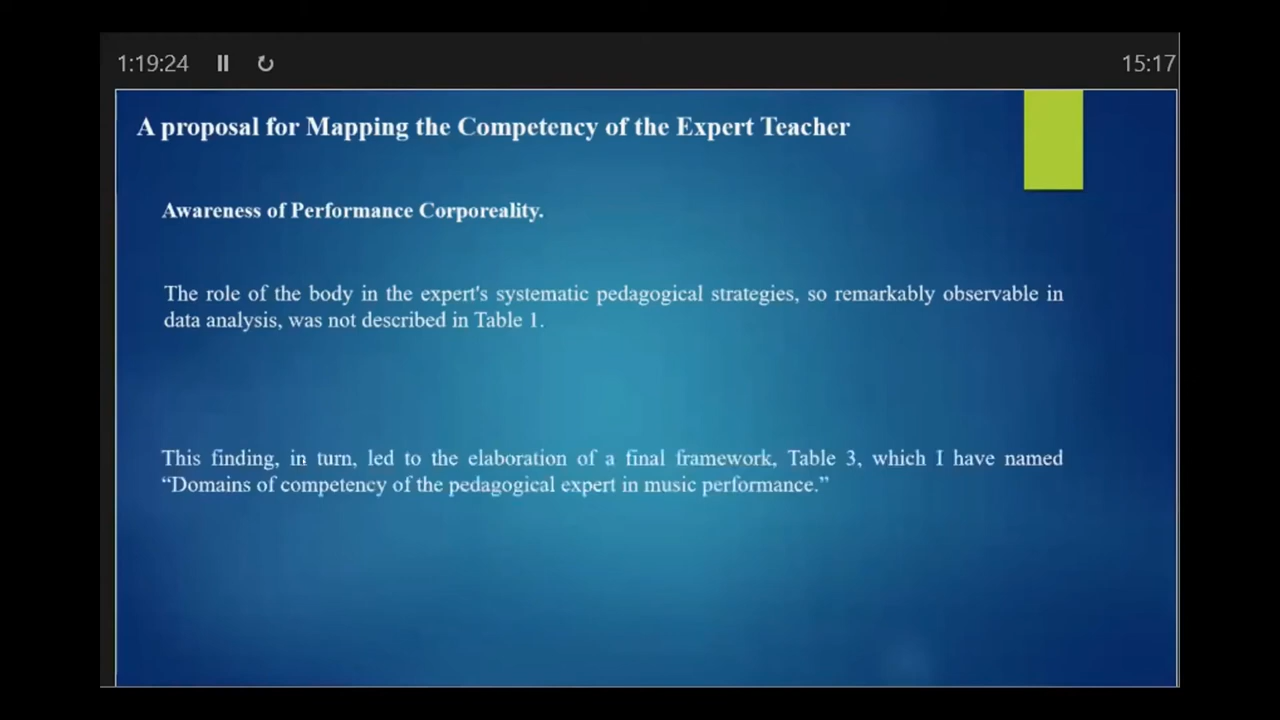 1:19:24
15:17
A proposal for Mapping the Competency of the Expert Teacher
Awareness of Performance Corporeality.
The role of the body in the expert's systematic pedagogical strategies, so remarkably observable in
data analysis, was not described in Table 1.
This finding, in turn, led to the elaboration of a final framework, Table 3, which I have named
“Domains of competency of the pedagogical expert in music performance.”